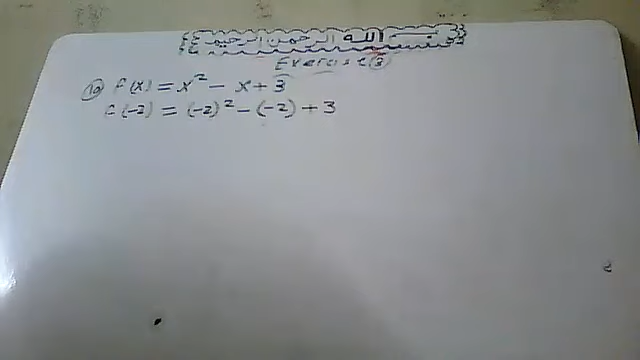 بسم الله الرحمن الرحيم
Exercise 3
10 f(x) = x² - x + 3
f(-2) = (-2)² - (-2) + 3